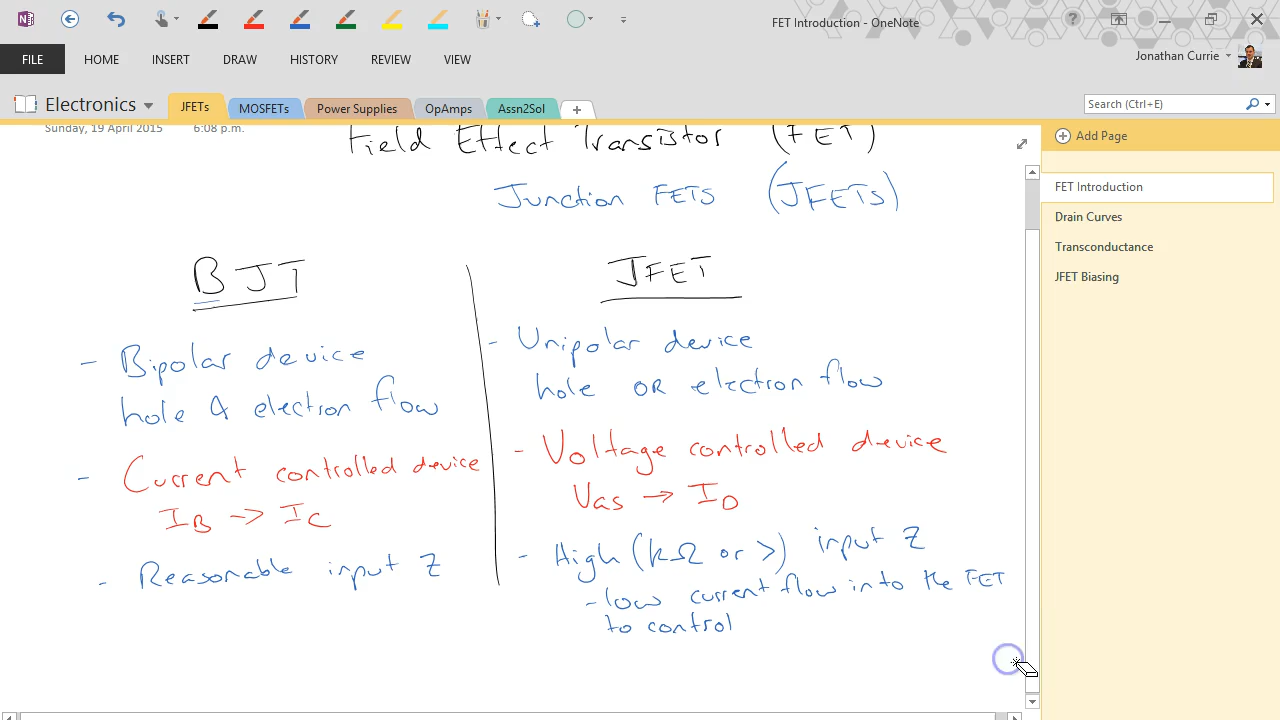 FET Introduction - OneNote
?
Jonathan Currie
FILE HOME INSERT DRAW HISTORY REVIEW VIEW
Electronics JFETs MOSFETs Power Supplies OpAmps Assn2Sol +
Search (Ctrl+E)
Sunday, 19 April 2015 6:08 p.m.
Field Effect Transistor (FET)
Junction FETS (JFETS)
BJT
- Bipolar device
hole & electron flow
- Current controlled device
IB → IC
- Reasonable input Z
JFET
- Unipolar device
hole OR electron flow
- Voltage controlled device
VGS → ID
- High (kΩ or >) input Z
- low current flow into the FET
to control
Add Page
FET Introduction
Drain Curves
Transconductance
JFET Biasing